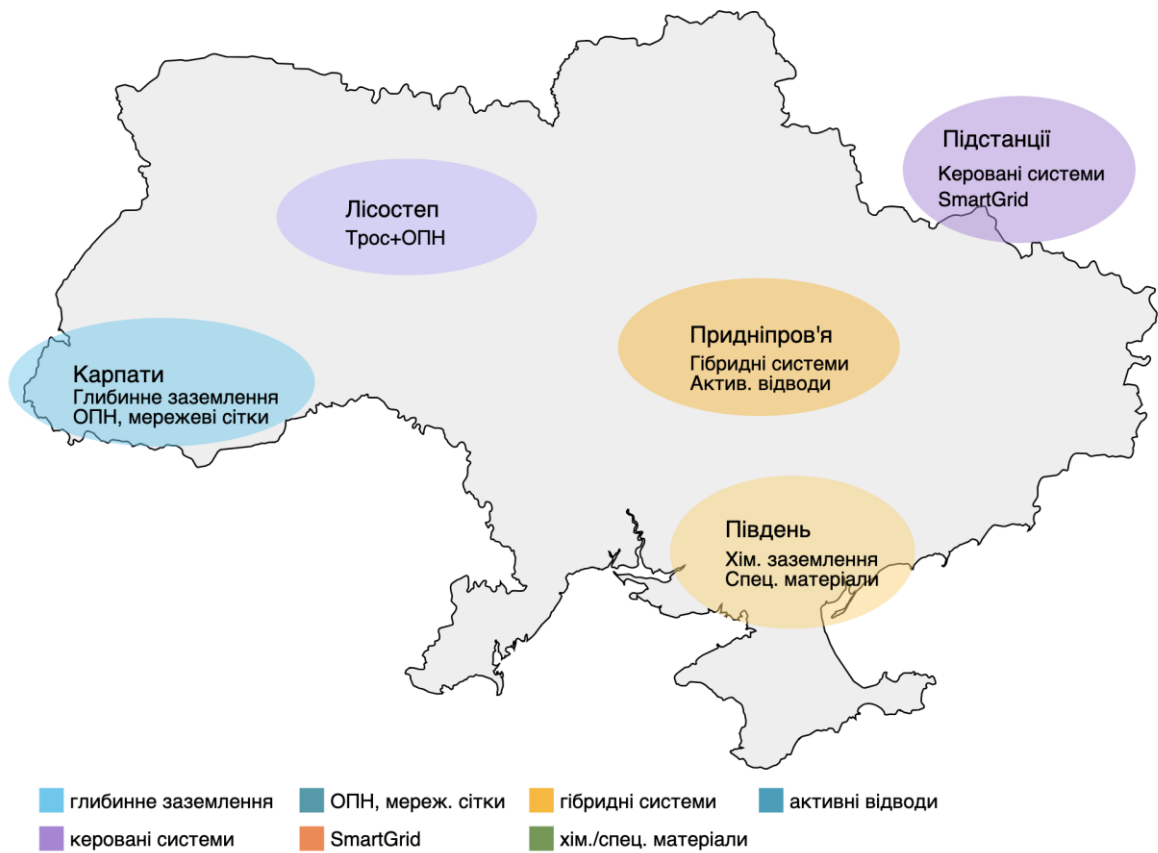 Підстанції
Керовані системи
SmartGrid
Лісостеп
Трос+ОПН
Придніпров'я
Гібридні системи
Актив. відводи
Карпати
Глибинне заземлення
ОПН, мережеві сітки
Південь
Хім. заземлення
Спец. матеріали
глибинне заземлення
ОПН, мереж. сітки
гібридні системи
активні відводи
керовані системи
SmartGrid
хім./спец. матеріали